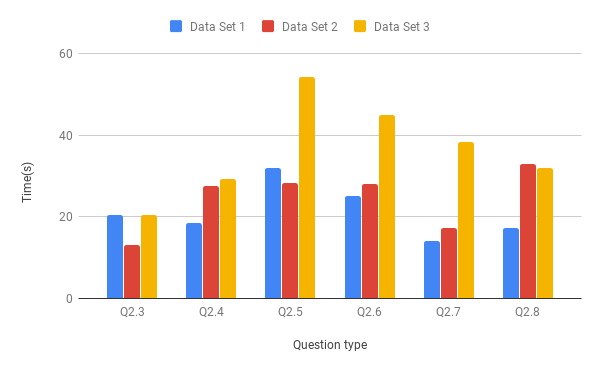 Data Set 1 Data Set 2 Data Set 3
60
40
20
0
Time(s)
Q2.3 Q2.4 Q2.5 Q2.6 Q2.7 Q2.8
Question type